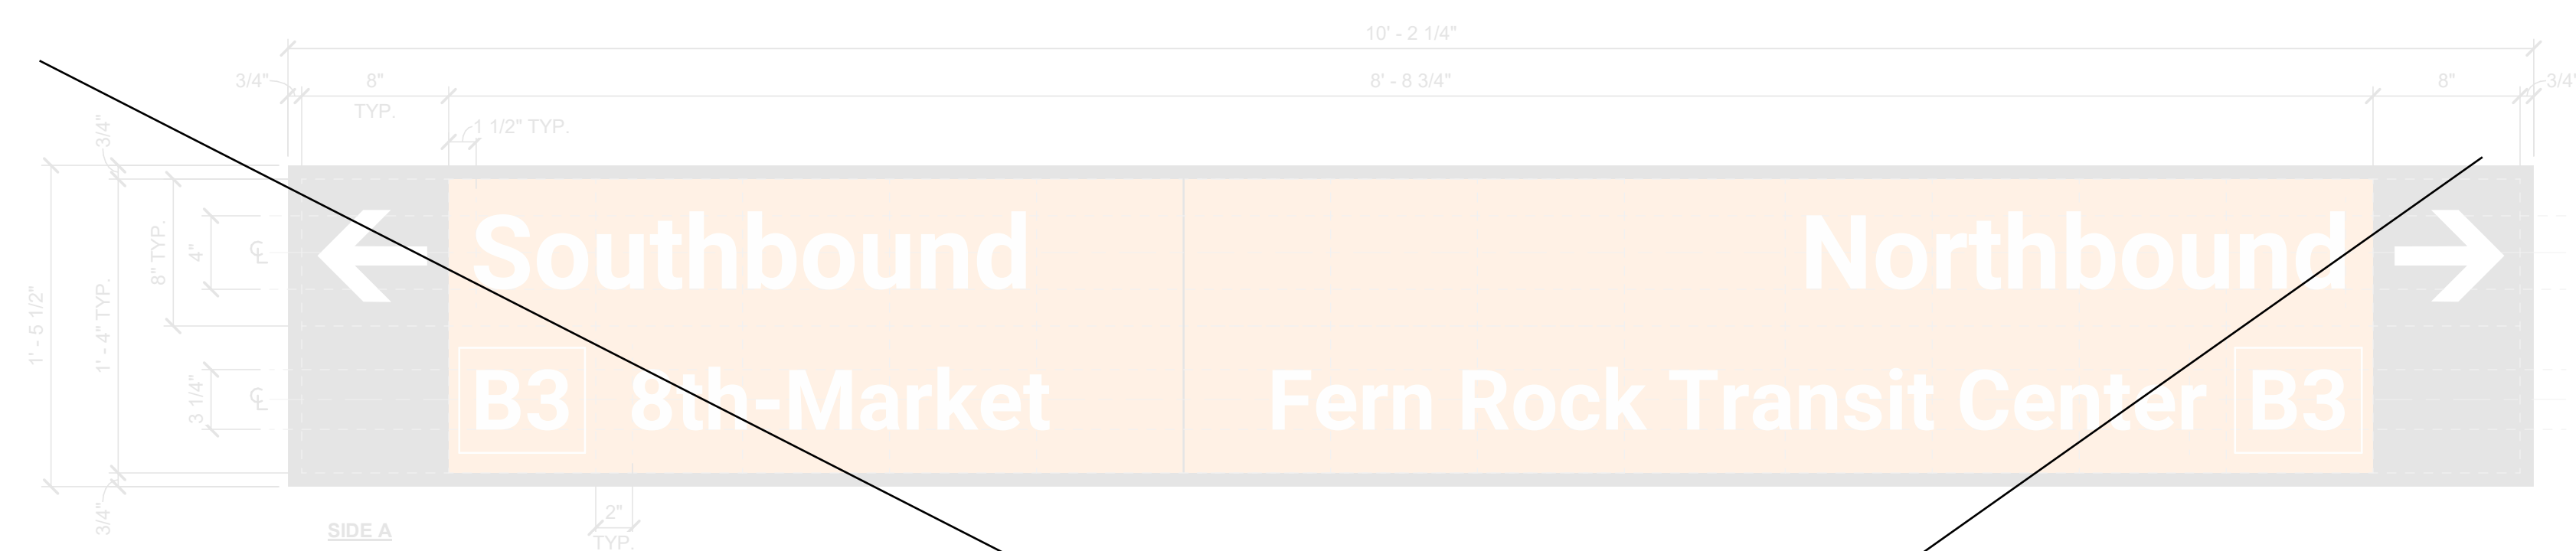 10' - 2 1/4"
3/4" 8" 8' - 8 3/4" 8" 3/4"
TYP.
1 1/2" TYP.
3/4"
Southbound Northbound
8" TYP.
4"
℄
1' - 5 1/2"
1' - 4" TYP.
B3 8th-Market Fern Rock Transit Center B3
3 1/4"
℄
3/4"
2"
SIDE A
TYP.